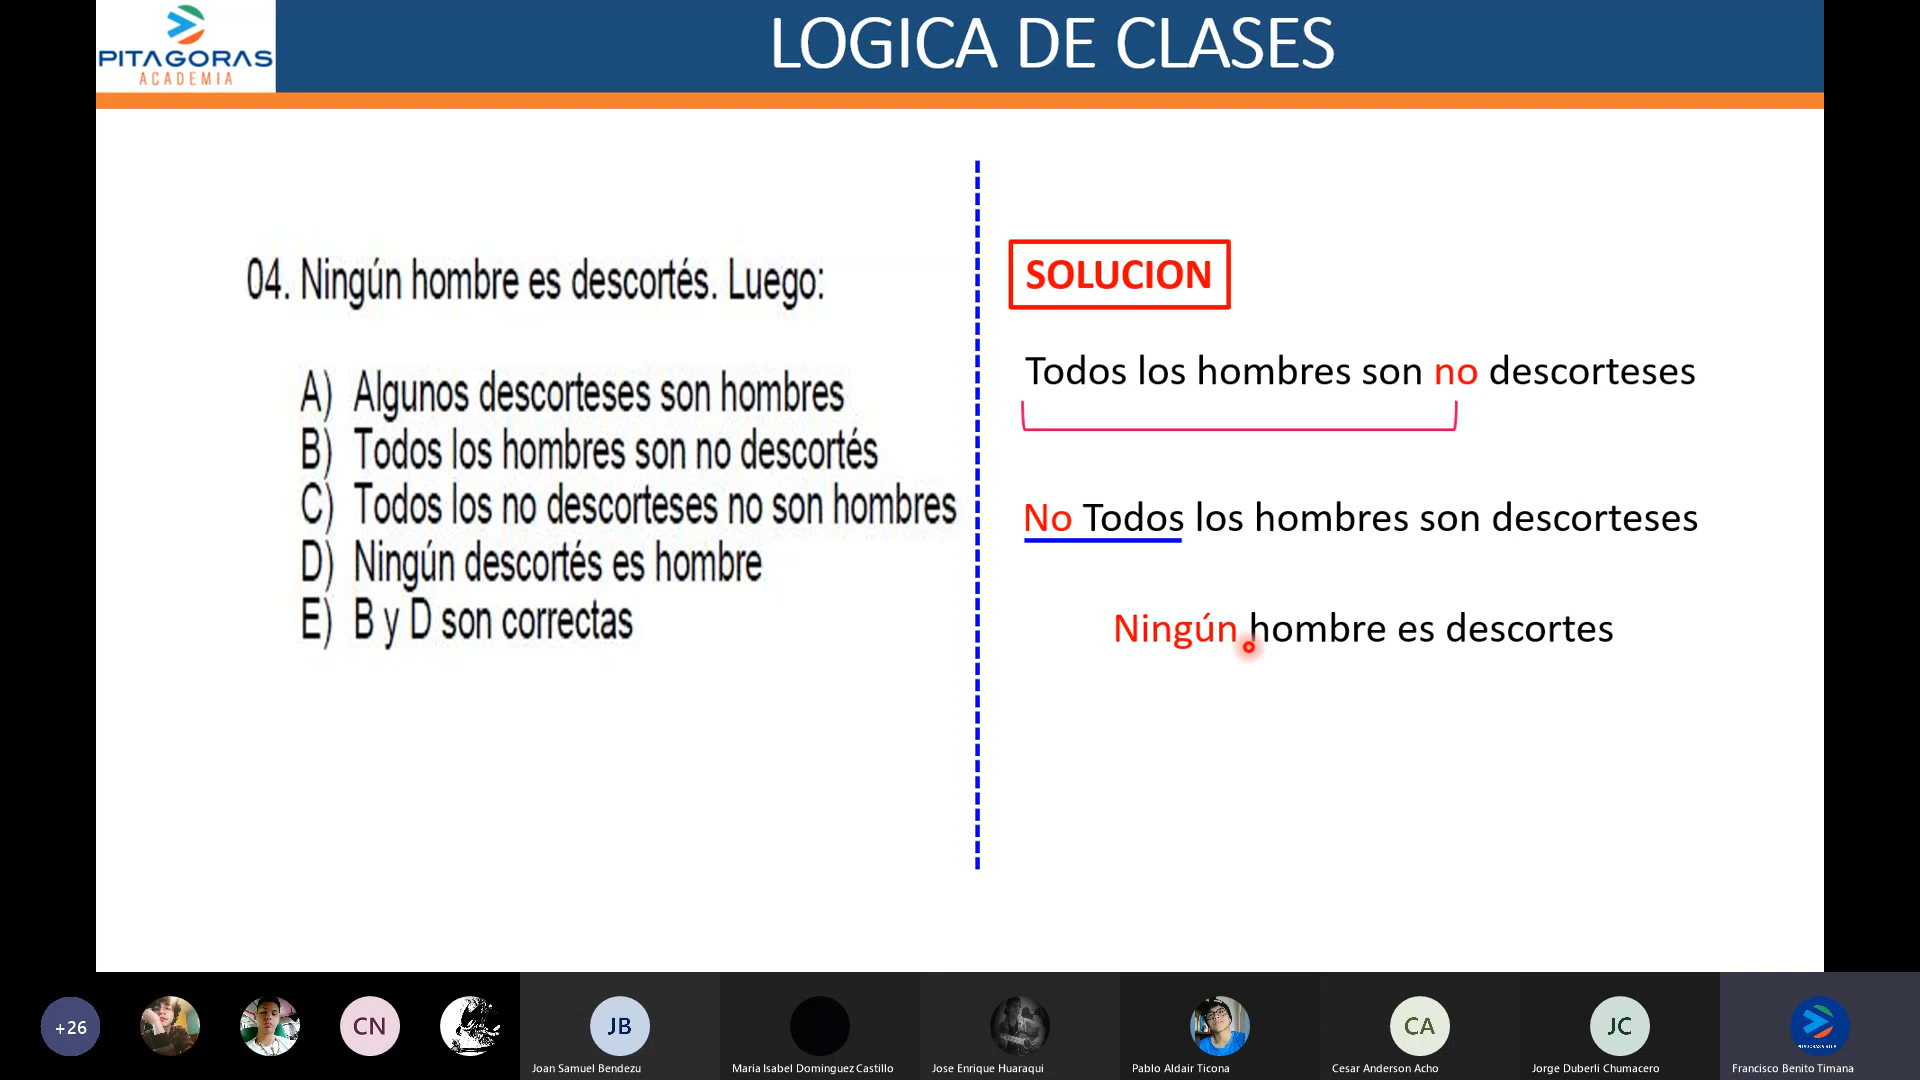 PITAGORAS
ACADEMIA
LOGICA DE CLASES
04. Ningún hombre es descortés. Luego:
A) Algunos descorteses son hombres
B) Todos los hombres son no descortés
C) Todos los no descorteses no son hombres
D) Ningún descortés es hombre
E) B y D son correctas
SOLUCION
Todos los hombres son no descorteses
No Todos los hombres son descorteses
Ningún hombre es descortes
+26
CN
JB
CA
JC
Joan Samuel Bendezu
Maria Isabel Dominguez Castillo
Jose Enrique Huaraqui
Pablo Aldair Ticona
Cesar Anderson Acho
Jorge Duberli Chumacero
Francisco Benito Timana